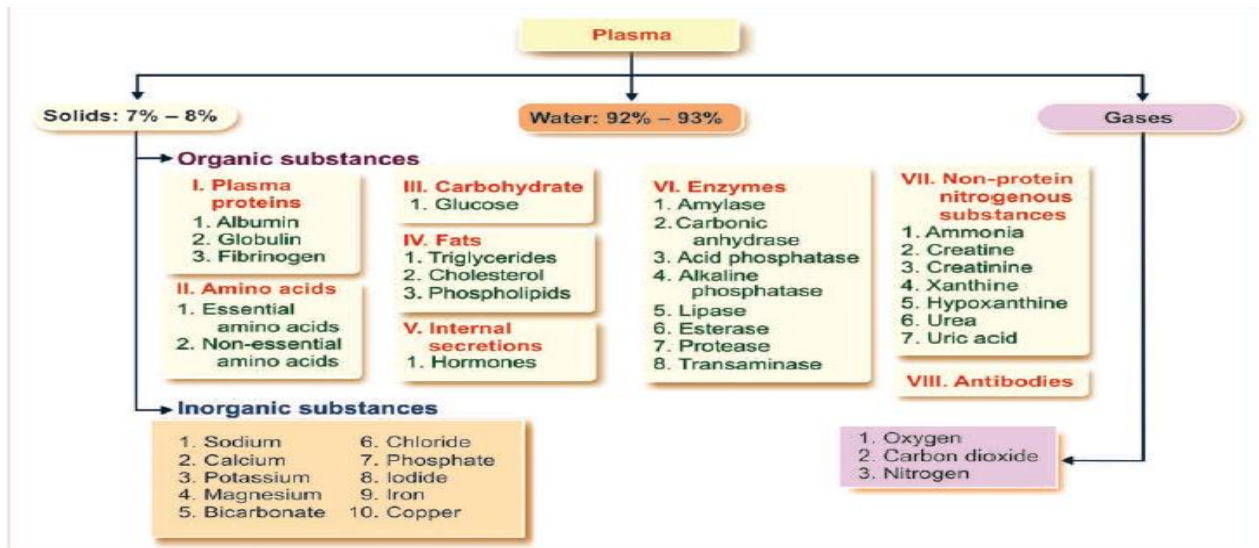 Plasma
Solids: 7% – 8%
Water: 92% – 93%
Gases
Organic substances
I. Plasma
proteins
1. Albumin
2. Globulin
3. Fibrinogen
II. Amino acids
1. Essential
amino acids
2. Non-essential
amino acids
III. Carbohydrate
1. Glucose
IV. Fats
1. Triglycerides
2. Cholesterol
3. Phospholipids
V. Internal
secretions
1. Hormones
VI. Enzymes
1. Amylase
2. Carbonic
anhydrase
3. Acid phosphatase
4. Alkaline
phosphatase
5. Lipase
6. Esterase
7. Protease
8. Transaminase
VII. Non-protein
nitrogenous
substances
1. Ammonia
2. Creatine
3. Creatinine
4. Xanthine
5. Hypoxanthine
6. Urea
7. Uric acid
VIII. Antibodies
Inorganic substances
1. Sodium
2. Calcium
3. Potassium
4. Magnesium
5. Bicarbonate
6. Chloride
7. Phosphate
8. Iodide
9. Iron
10. Copper
1. Oxygen
2. Carbon dioxide
3. Nitrogen